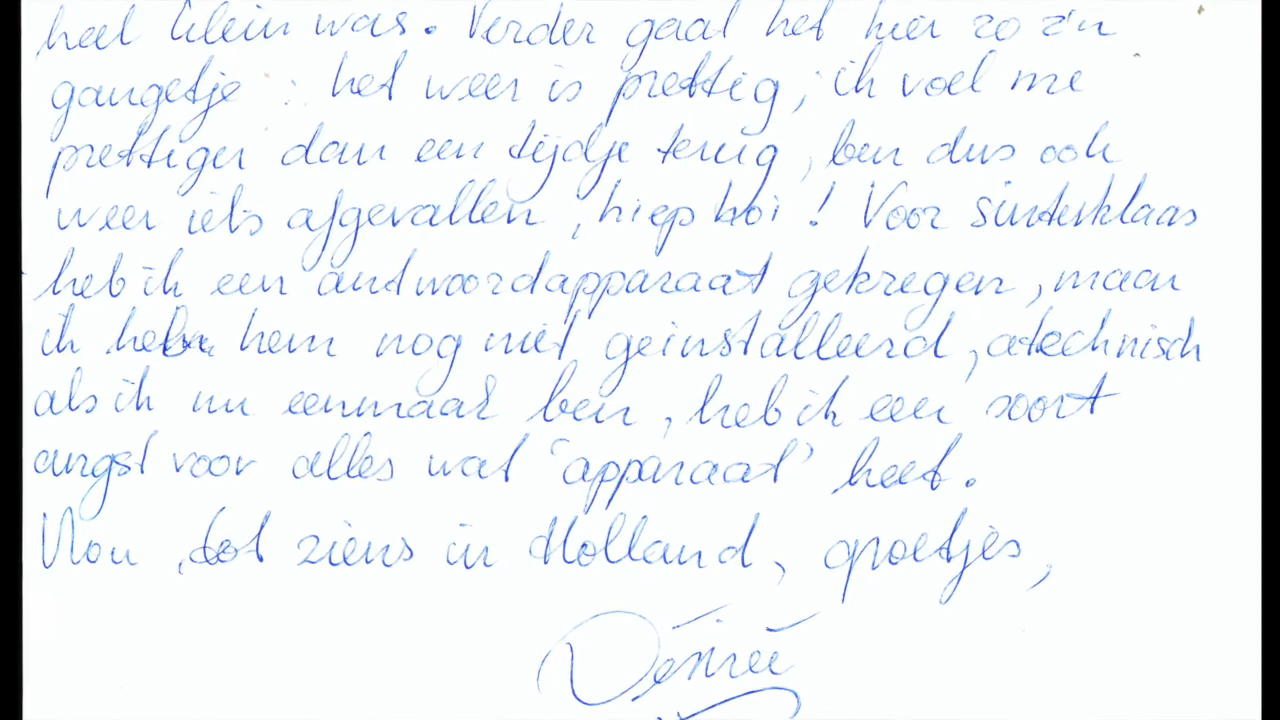 heel klein was. Verder gaat het hier zo z'n
gangetje : het weer is prettig, ik voel me
prettiger dan een tijdje terug, ben dus ook
weer iets afgevallen, hiep hoi! Voor Sinterklaas
heb ik een antwoordapparaat gekregen, maar
ik heb hem nog niet geinstalleerd, atechnisch
als ik nu eenmaal ben, heb ik een soort
angst voor alles wat 'apparaat' heet.
Nou, tot ziens in Holland, groetjes,
Désirée